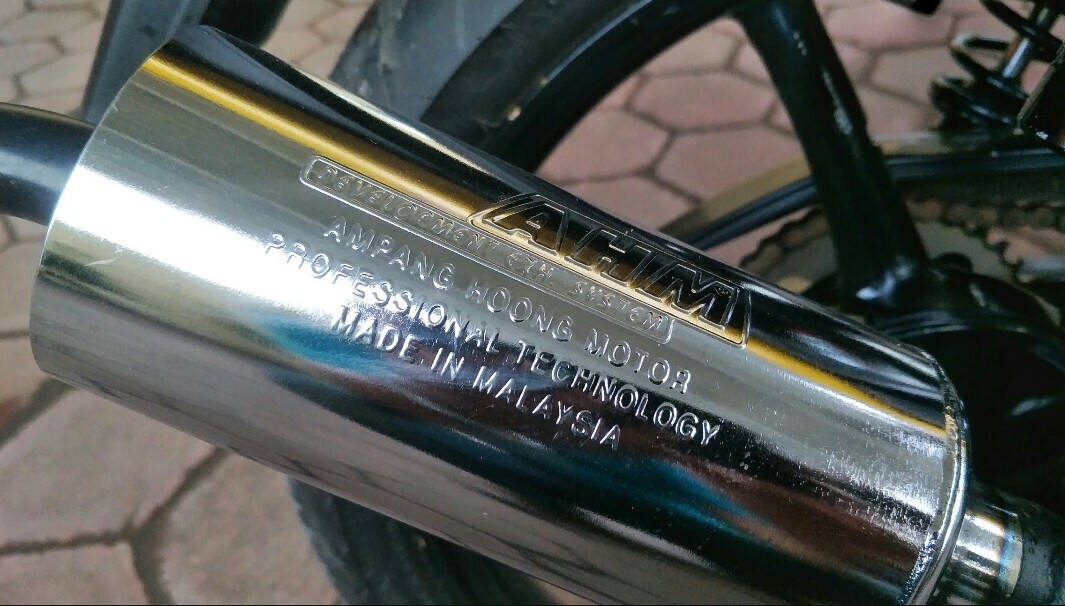 AHM
DEVELOPMENT EXH. SYSTEM
AMPANG HOONG MOTOR
PROFESSIONAL TECHNOLOGY
MADE IN MALAYSIA